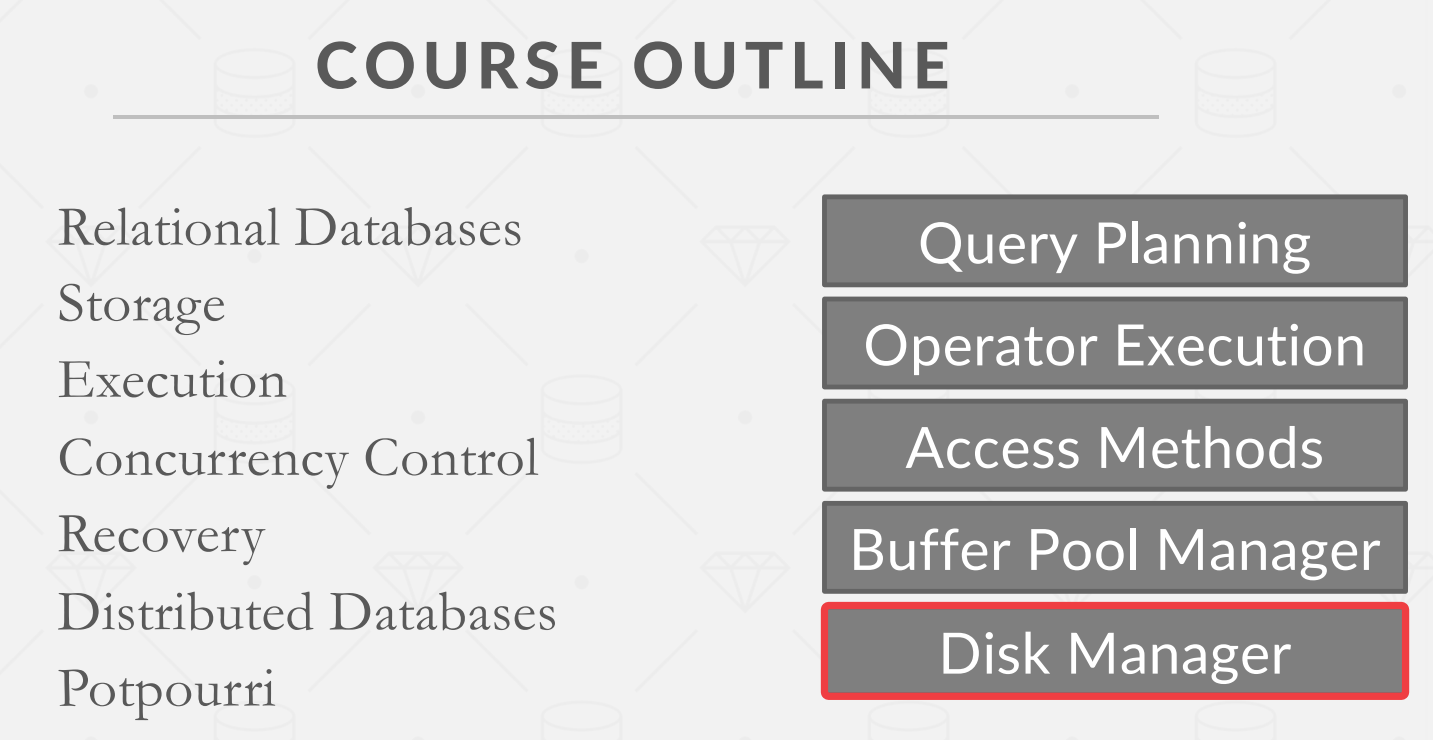 COURSE OUTLINE
Relational Databases
Storage
Execution
Concurrency Control
Recovery
Distributed Databases
Potpourri
Query Planning
Operator Execution
Access Methods
Buffer Pool Manager
Disk Manager